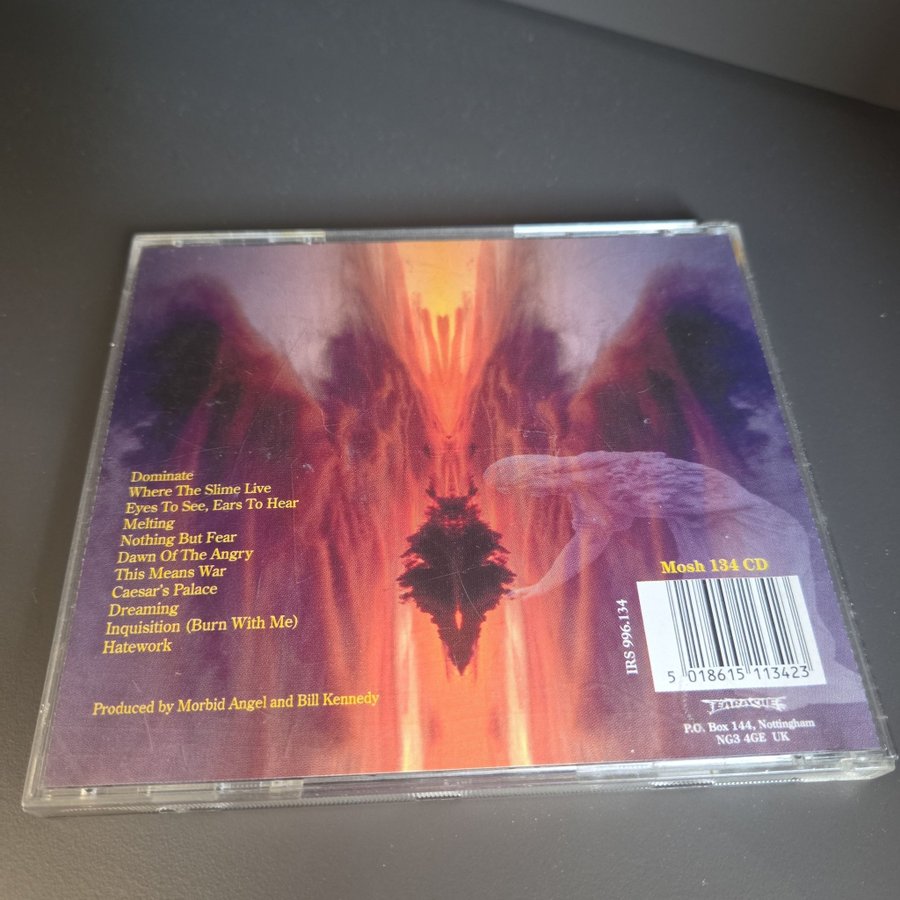 Dominate
Where The Slime Live
Eyes To See, Ears To Hear
Melting
Nothing But Fear
Dawn Of The Angry
This Means War
Caesar's Palace
Dreaming
Inquisition (Burn With Me)
Hatework
Produced by Morbid Angel and Bill Kennedy
Mosh 134 CD
IRS 996.134
5 018615 113423
EARACHE
P.O. Box 144, Nottingham
NG3 4GE UK